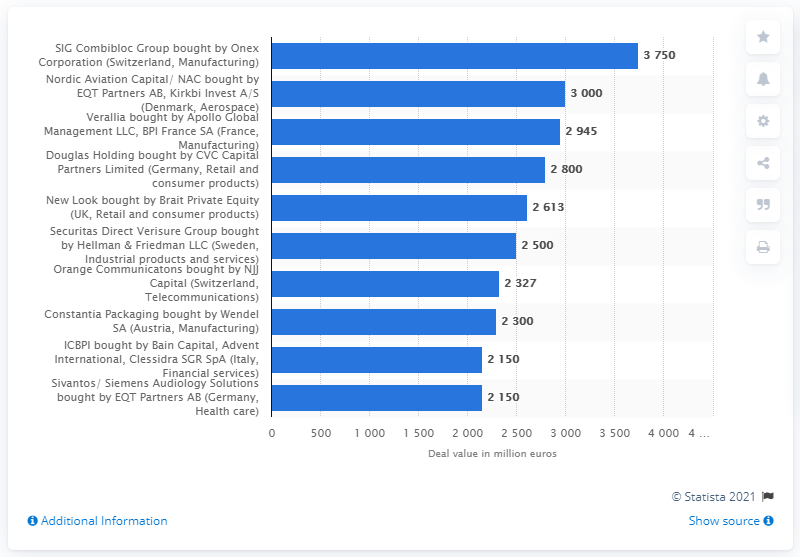 SIG Combibloc Group bought by Onex
Corporation (Switzerland, Manufacturing)
3 750
Nordic Aviation Capital/ NAC bought by
EQT Partners AB, Kirkbi Invest A/S
(Denmark, Aerospace)
3 000
Verallia bought by Apollo Global
Management LLC, BPI France SA (France,
Manufacturing)
2 945
Douglas Holding bought by CVC Capital
Partners Limited (Germany, Retail and
consumer products)
2 800
New Look bought by Brait Private Equity
(UK, Retail and consumer products)
2 613
Securitas Direct Verisure Group bought
by Hellman & Friedman LLC (Sweden,
Industrial products and services)
2 500
Orange Communicatons bought by NJJ
Capital (Switzerland,
Telecommunications)
2 327
Constantia Packaging bought by Wendel
SA (Austria, Manufacturing)
2 300
ICBPI bought by Bain Capital, Advent
International, Clessidra SGR SpA (Italy,
Financial services)
2 150
Sivantos/ Siemens Audiology Solutions
bought by EQT Partners AB (Germany,
Health care)
2 150
0 500 1 000 1 500 2 000 2 500 3 000 3 500 4 000 4 ...
Deal value in million euros
© Statista 2021
Additional Information
Show source